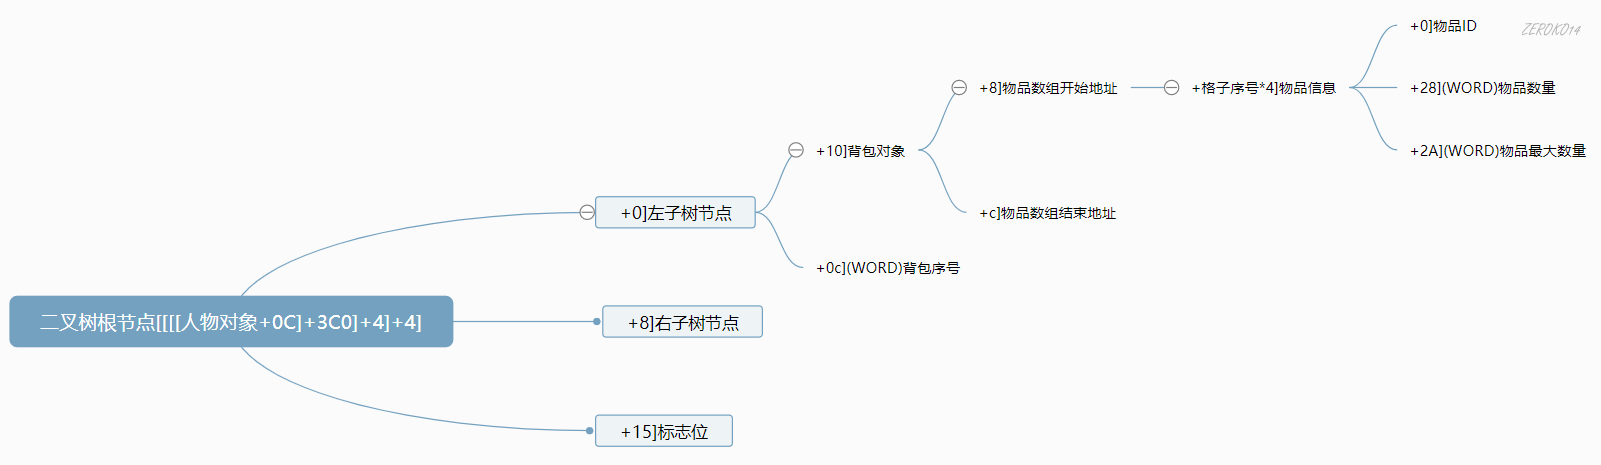 +0]物品ID
ZEROKO14
+8]物品数组开始地址
+格子序号*4]物品信息
+28](WORD)物品数量
+10]背包对象
+2A](WORD)物品最大数量
+0]左子树节点
+c]物品数组结束地址
+0c](WORD)背包序号
二叉树根节点[[[[人物对象+0C]+3C0]+4]+4]
+8]右子树节点
+15]标志位